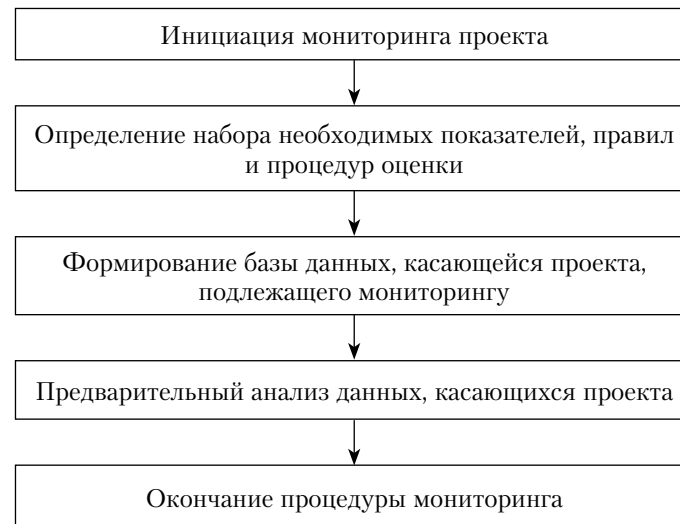 Инициация мониторинга проекта
Определение набора необходимых показателей, правил
и процедур оценки
Формирование базы данных, касающейся проекта,
подлежащего мониторингу
Предварительный анализ данных, касающихся проекта
Окончание процедуры мониторинга